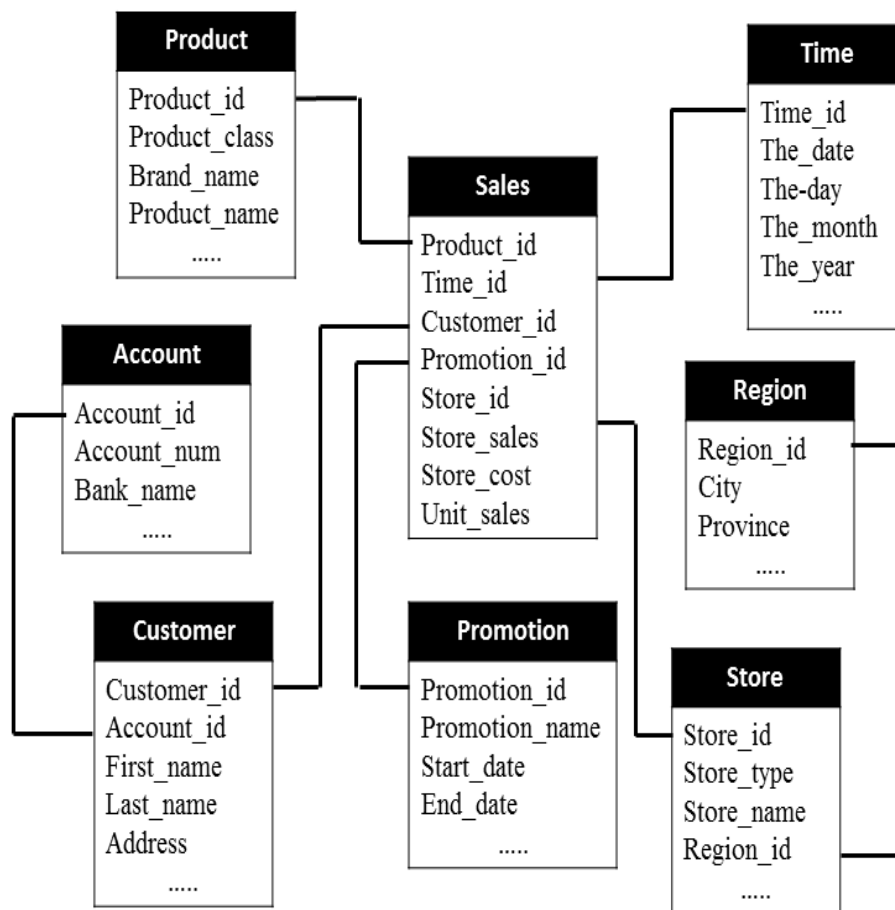 Product
Product_id
Product_class
Brand_name
Product_name
.....
Time
Time_id
The_date
The-day
The_month
The_year
.....
Sales
Product_id
Time_id
Customer_id
Promotion_id
Store_id
Store_sales
Store_cost
Unit_sales
Account
Account_id
Account_num
Bank_name
.....
Region
Region_id
City
Province
.....
Customer
Customer_id
Account_id
First_name
Last_name
Address
.....
Promotion
Promotion_id
Promotion_name
Start_date
End_date
.....
Store
Store_id
Store_type
Store_name
Region_id
.....